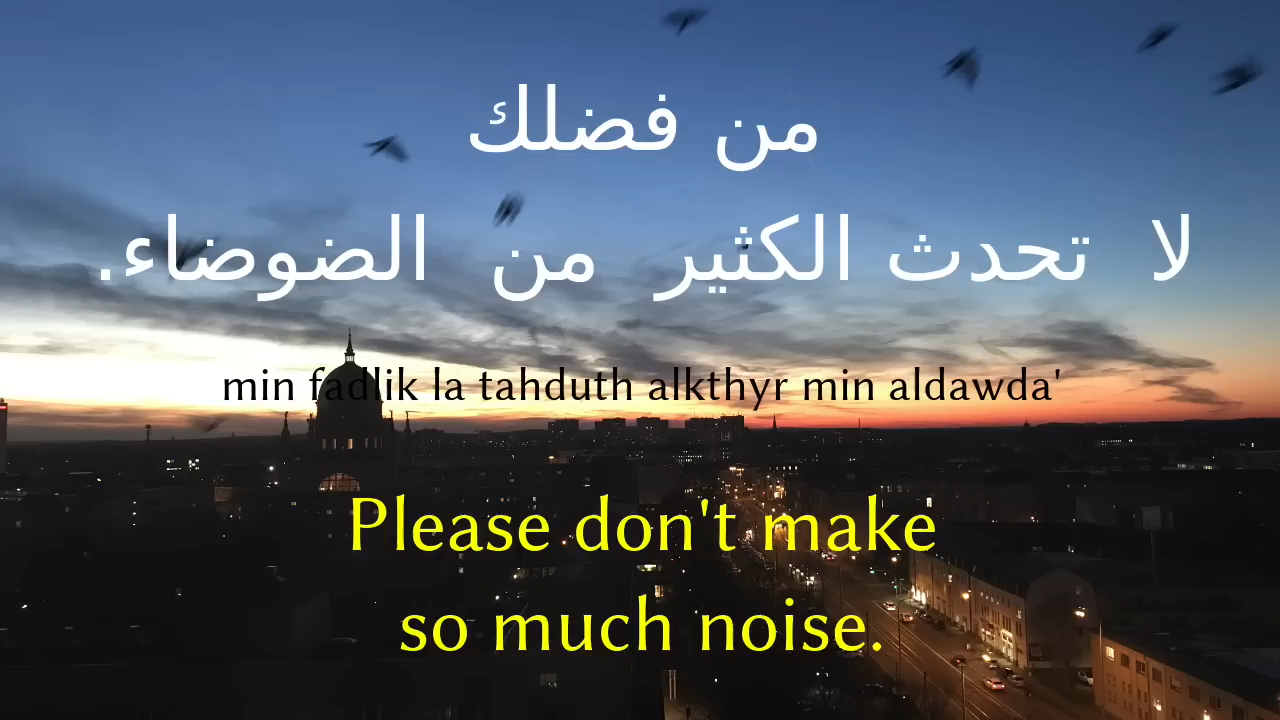 من فضلك
لا تحدث الكثير من الضوضاء.
min fadlik la tahduth alkthyr min aldawda'
Please don't make
so much noise.